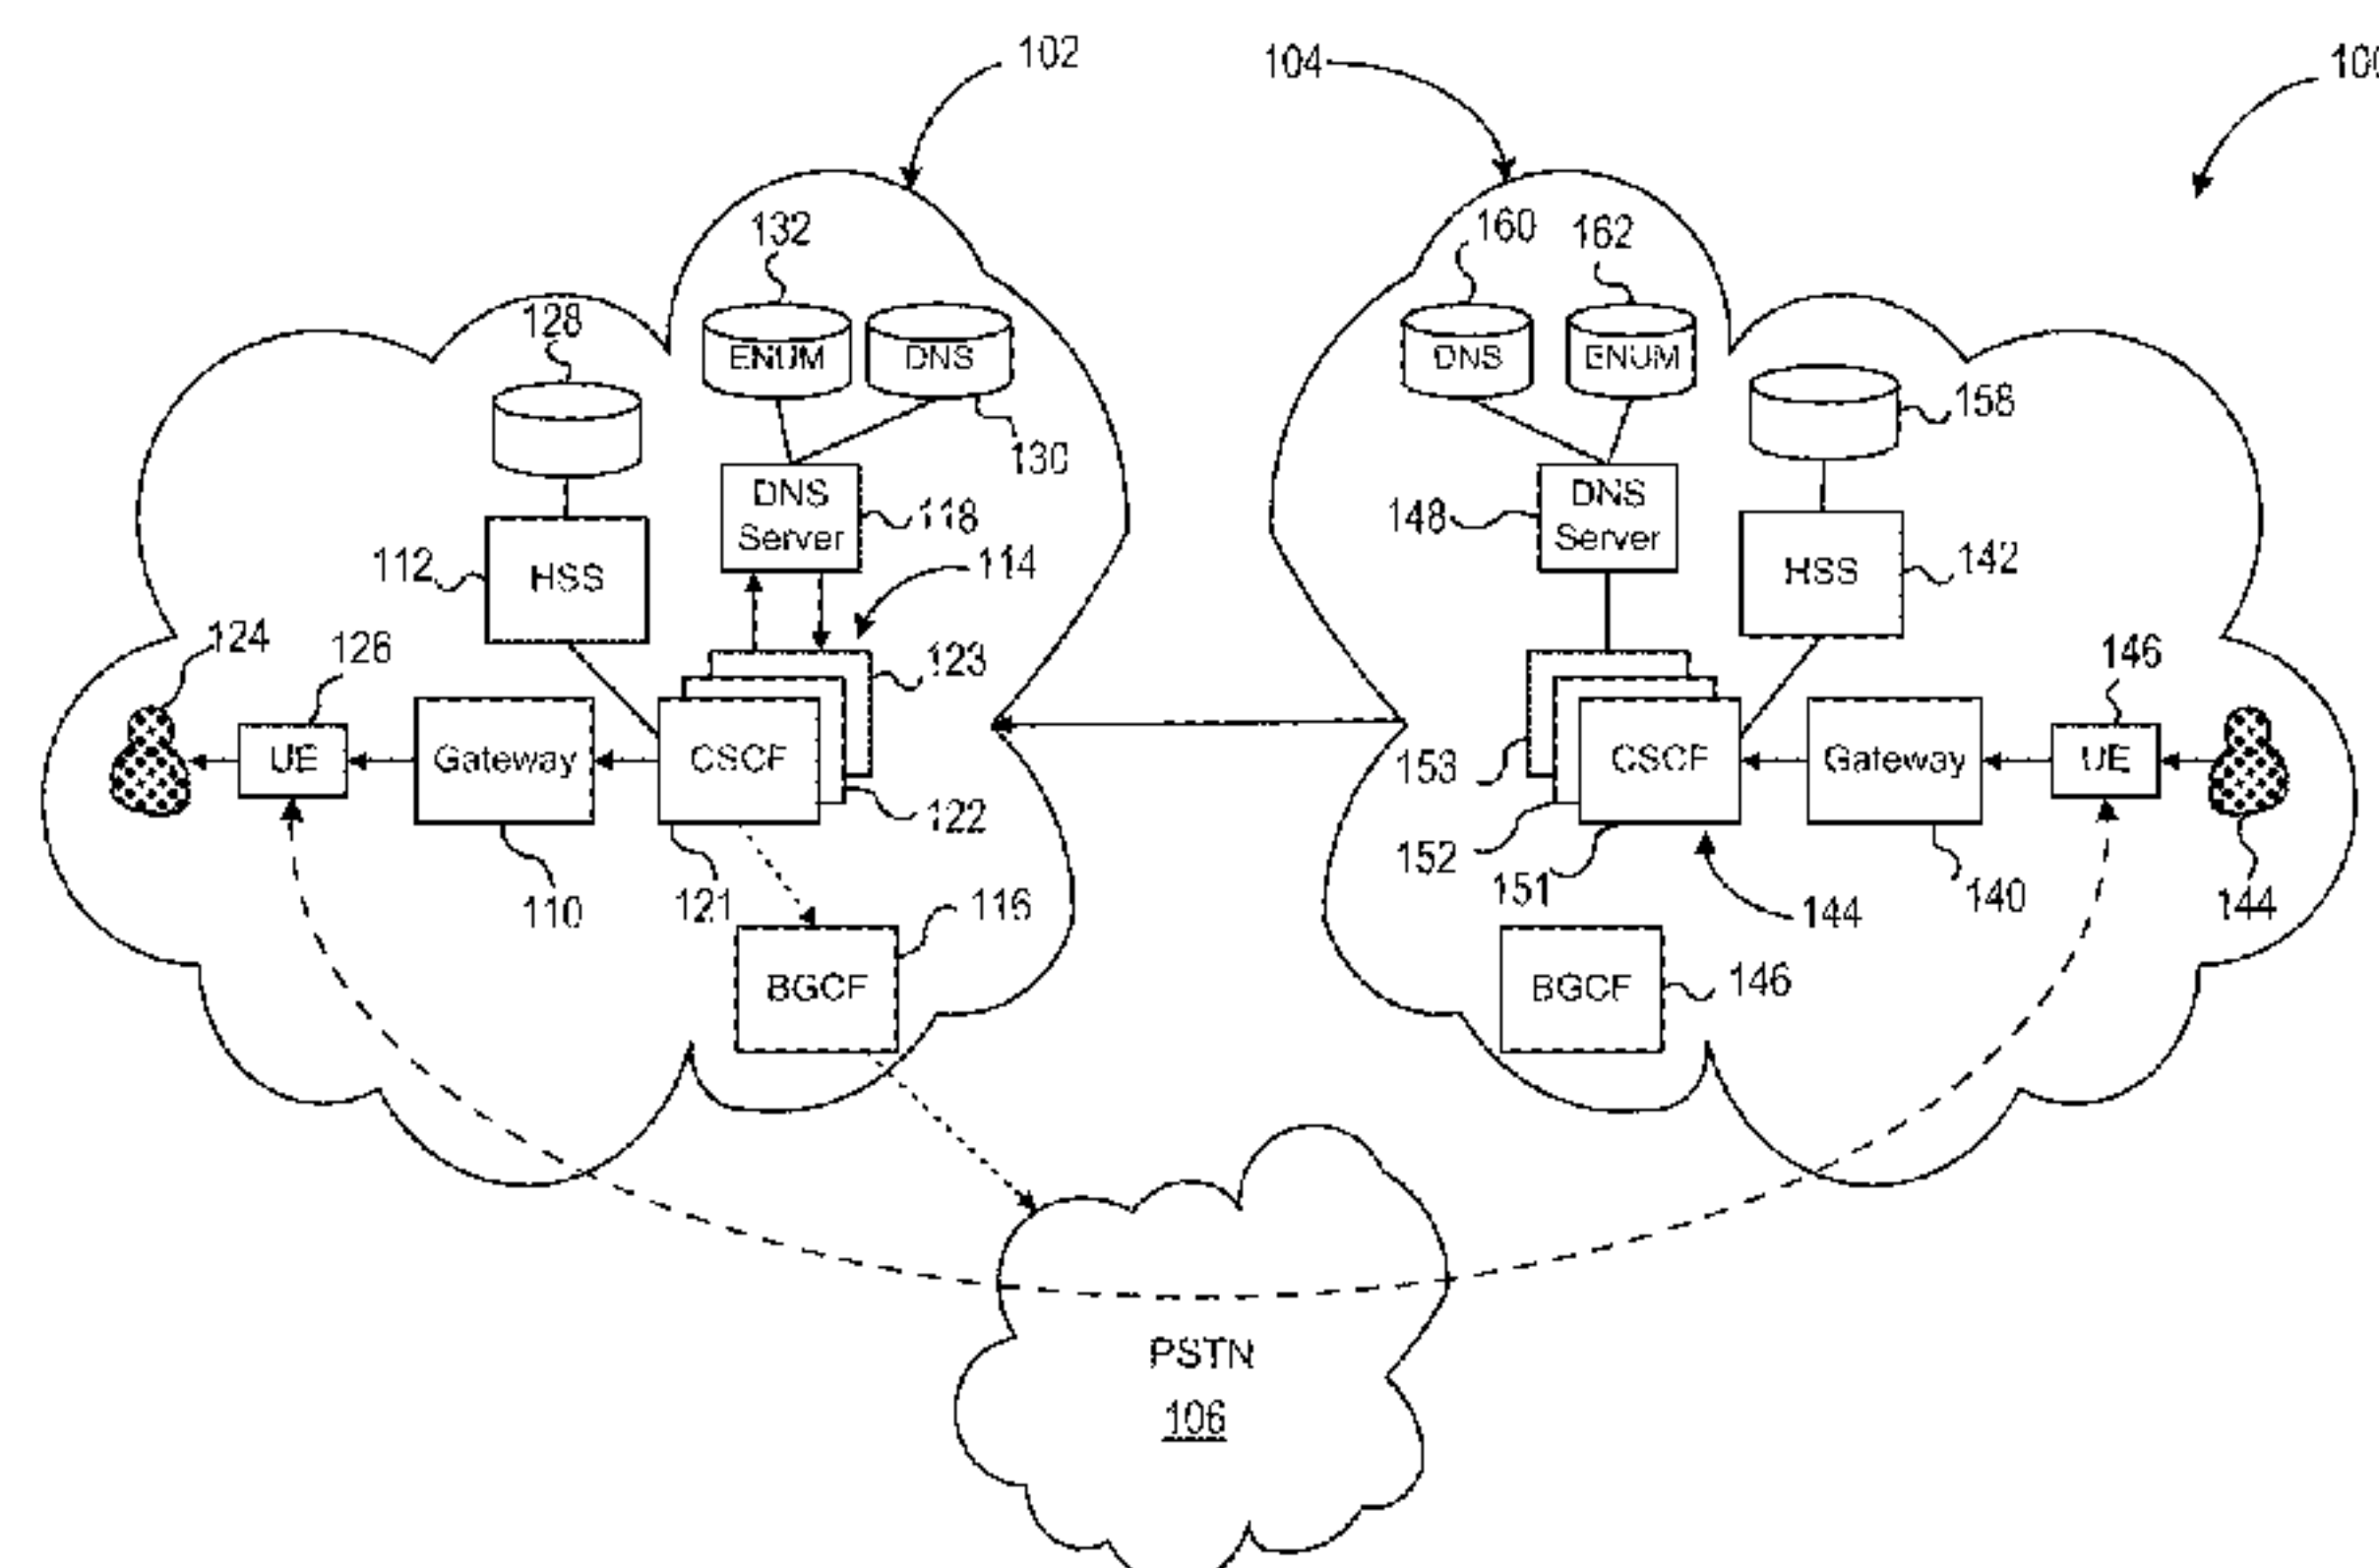 102
104
100
132
160
162
128
ENUM
DNS
DNS
ENUM
158
130
DNS
Server
118
148
DNS
Server
112
HSS
114
HSS
142
124
126
123
146
UE
Gateway
CSCF
153
CSCF
Gateway
UE
122
152
110
121
116
151
144
140
144
BGCF
BGCF
146
PSTN
106